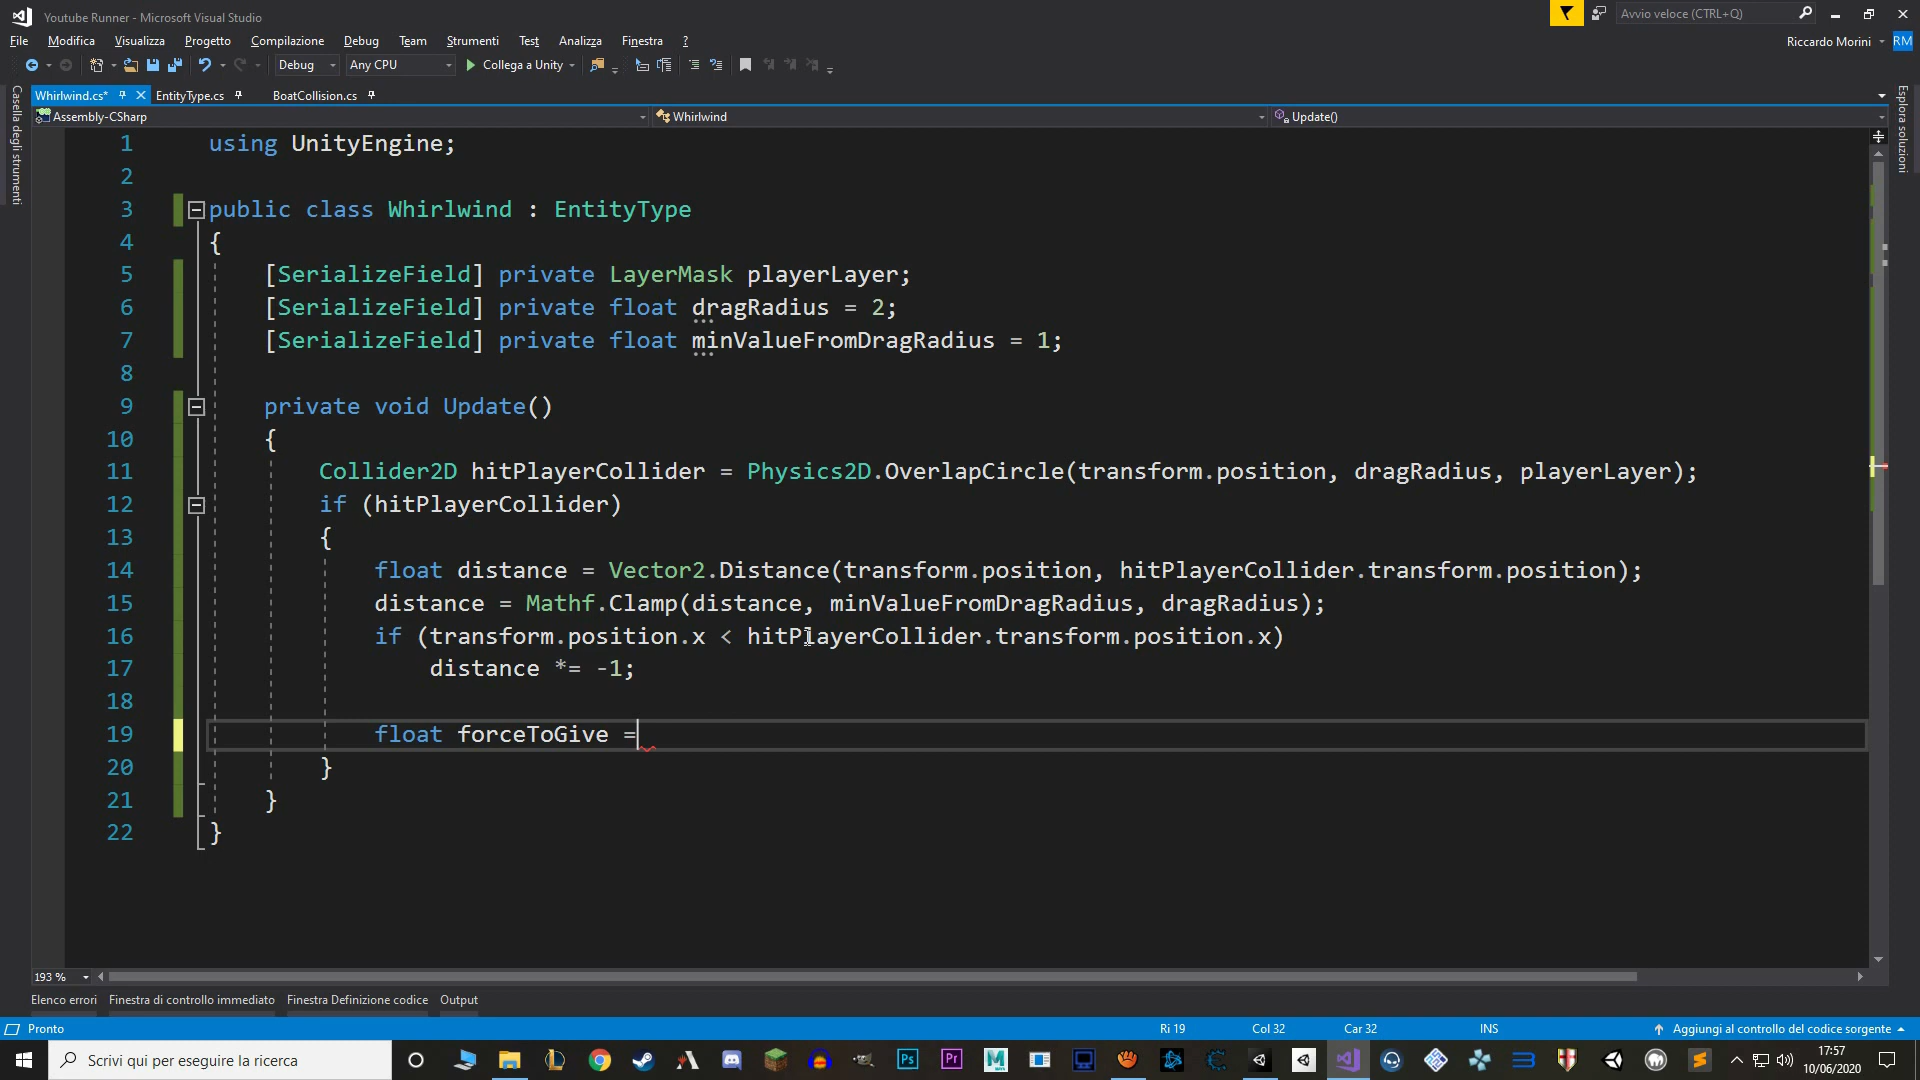 Youtube Runner - Microsoft Visual Studio
Avvio veloce (CTRL+Q)
File Modifica Visualizza Progetto Compilazione Debug Team Strumenti Test Analizza Finestra ?
Riccardo Morini RM
Debug Any CPU Collega a Unity
Whirlwind.cs* EntityType.cs BoatCollision.cs
Assembly-CSharp Whirlwind Update()
Casella degli strumenti
Esplora soluzioni
1 using UnityEngine;
2
3 public class Whirlwind : EntityType
4 {
5 [SerializeField] private LayerMask playerLayer;
6 [SerializeField] private float dragRadius = 2;
7 [SerializeField] private float minValueFromDragRadius = 1;
8
9 private void Update()
10 {
11 Collider2D hitPlayerCollider = Physics2D.OverlapCircle(transform.position, dragRadius, playerLayer);
12 if (hitPlayerCollider)
13 {
14 float distance = Vector2.Distance(transform.position, hitPlayerCollider.transform.position);
15 distance = Mathf.Clamp(distance, minValueFromDragRadius, dragRadius);
16 if (transform.position.x < hitPlayerCollider.transform.position.x)
17 distance *= -1;
18
19 float forceToGive =
20 }
21 }
22 }
193 %
Elenco errori Finestra di controllo immediato Finestra Definizione codice Output
Pronto Ri 19 Col 32 Car 32 INS Aggiungi al controllo del codice sorgente
Scrivi qui per eseguire la ricerca
Ps Pr M
17:57
10/06/2020